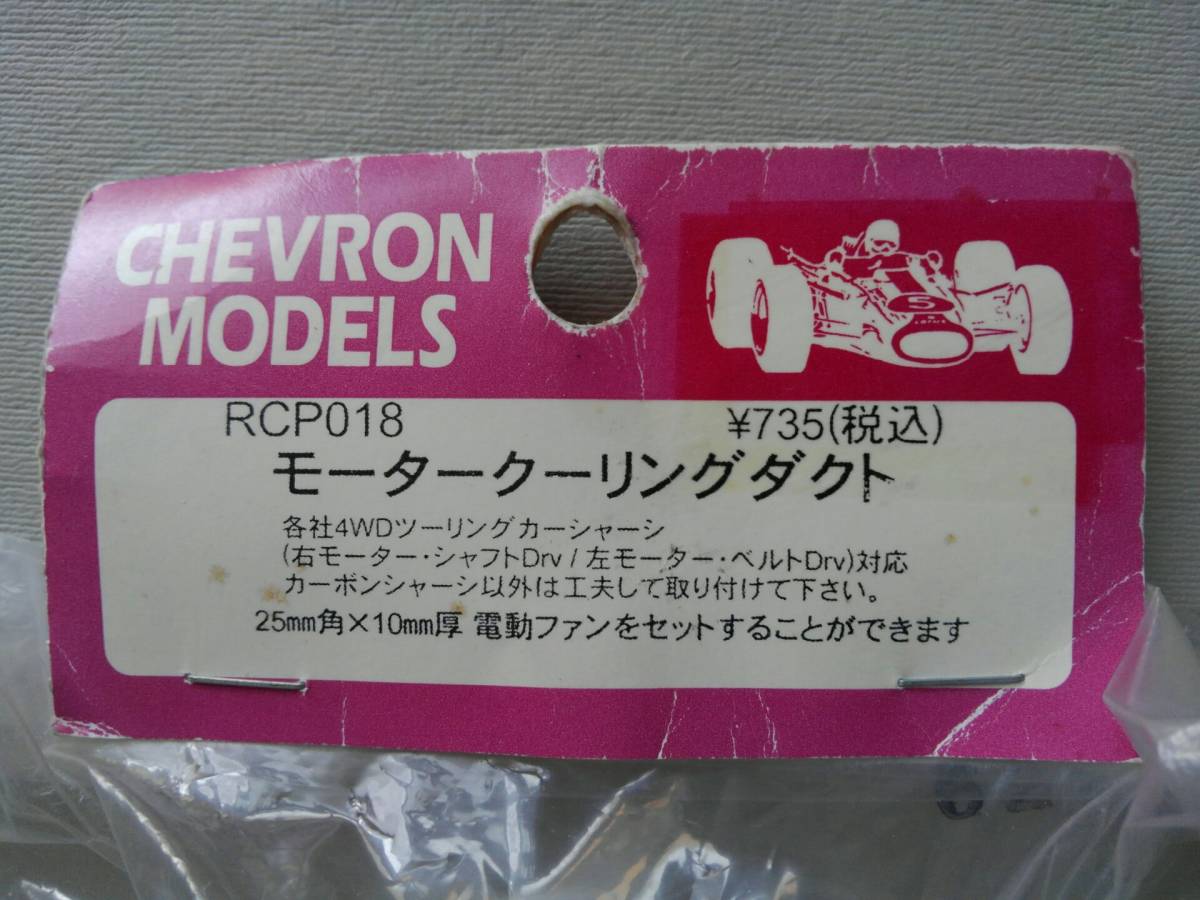 CHEVRON
MODELS
5
RCP018
¥735(税込)
モータークーリングダクト
各社4WDツーリングカーシャーシ
(右モーター・シャフトDrv / 左モーター・ベルトDrv)対応
カーボンシャーシ以外は工夫して取り付けて下さい。
25mm角×10mm厚 電動ファンをセットすることができます